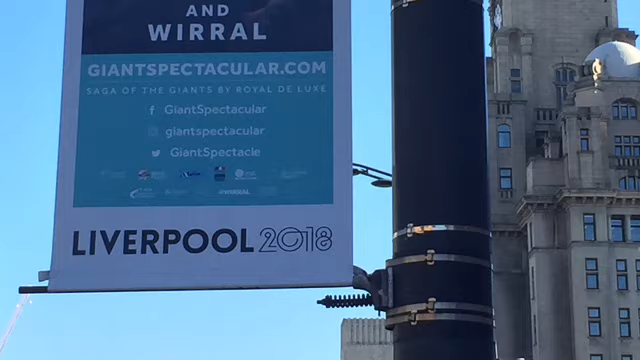 AND
WIRRAL
GIANTSPECTACULAR.COM
SAGA OF THE GIANTS BY ROYAL DE LUXE
GiantSpectacular
giantspectacular
GiantSpectacle
LIVERPOOL 2018